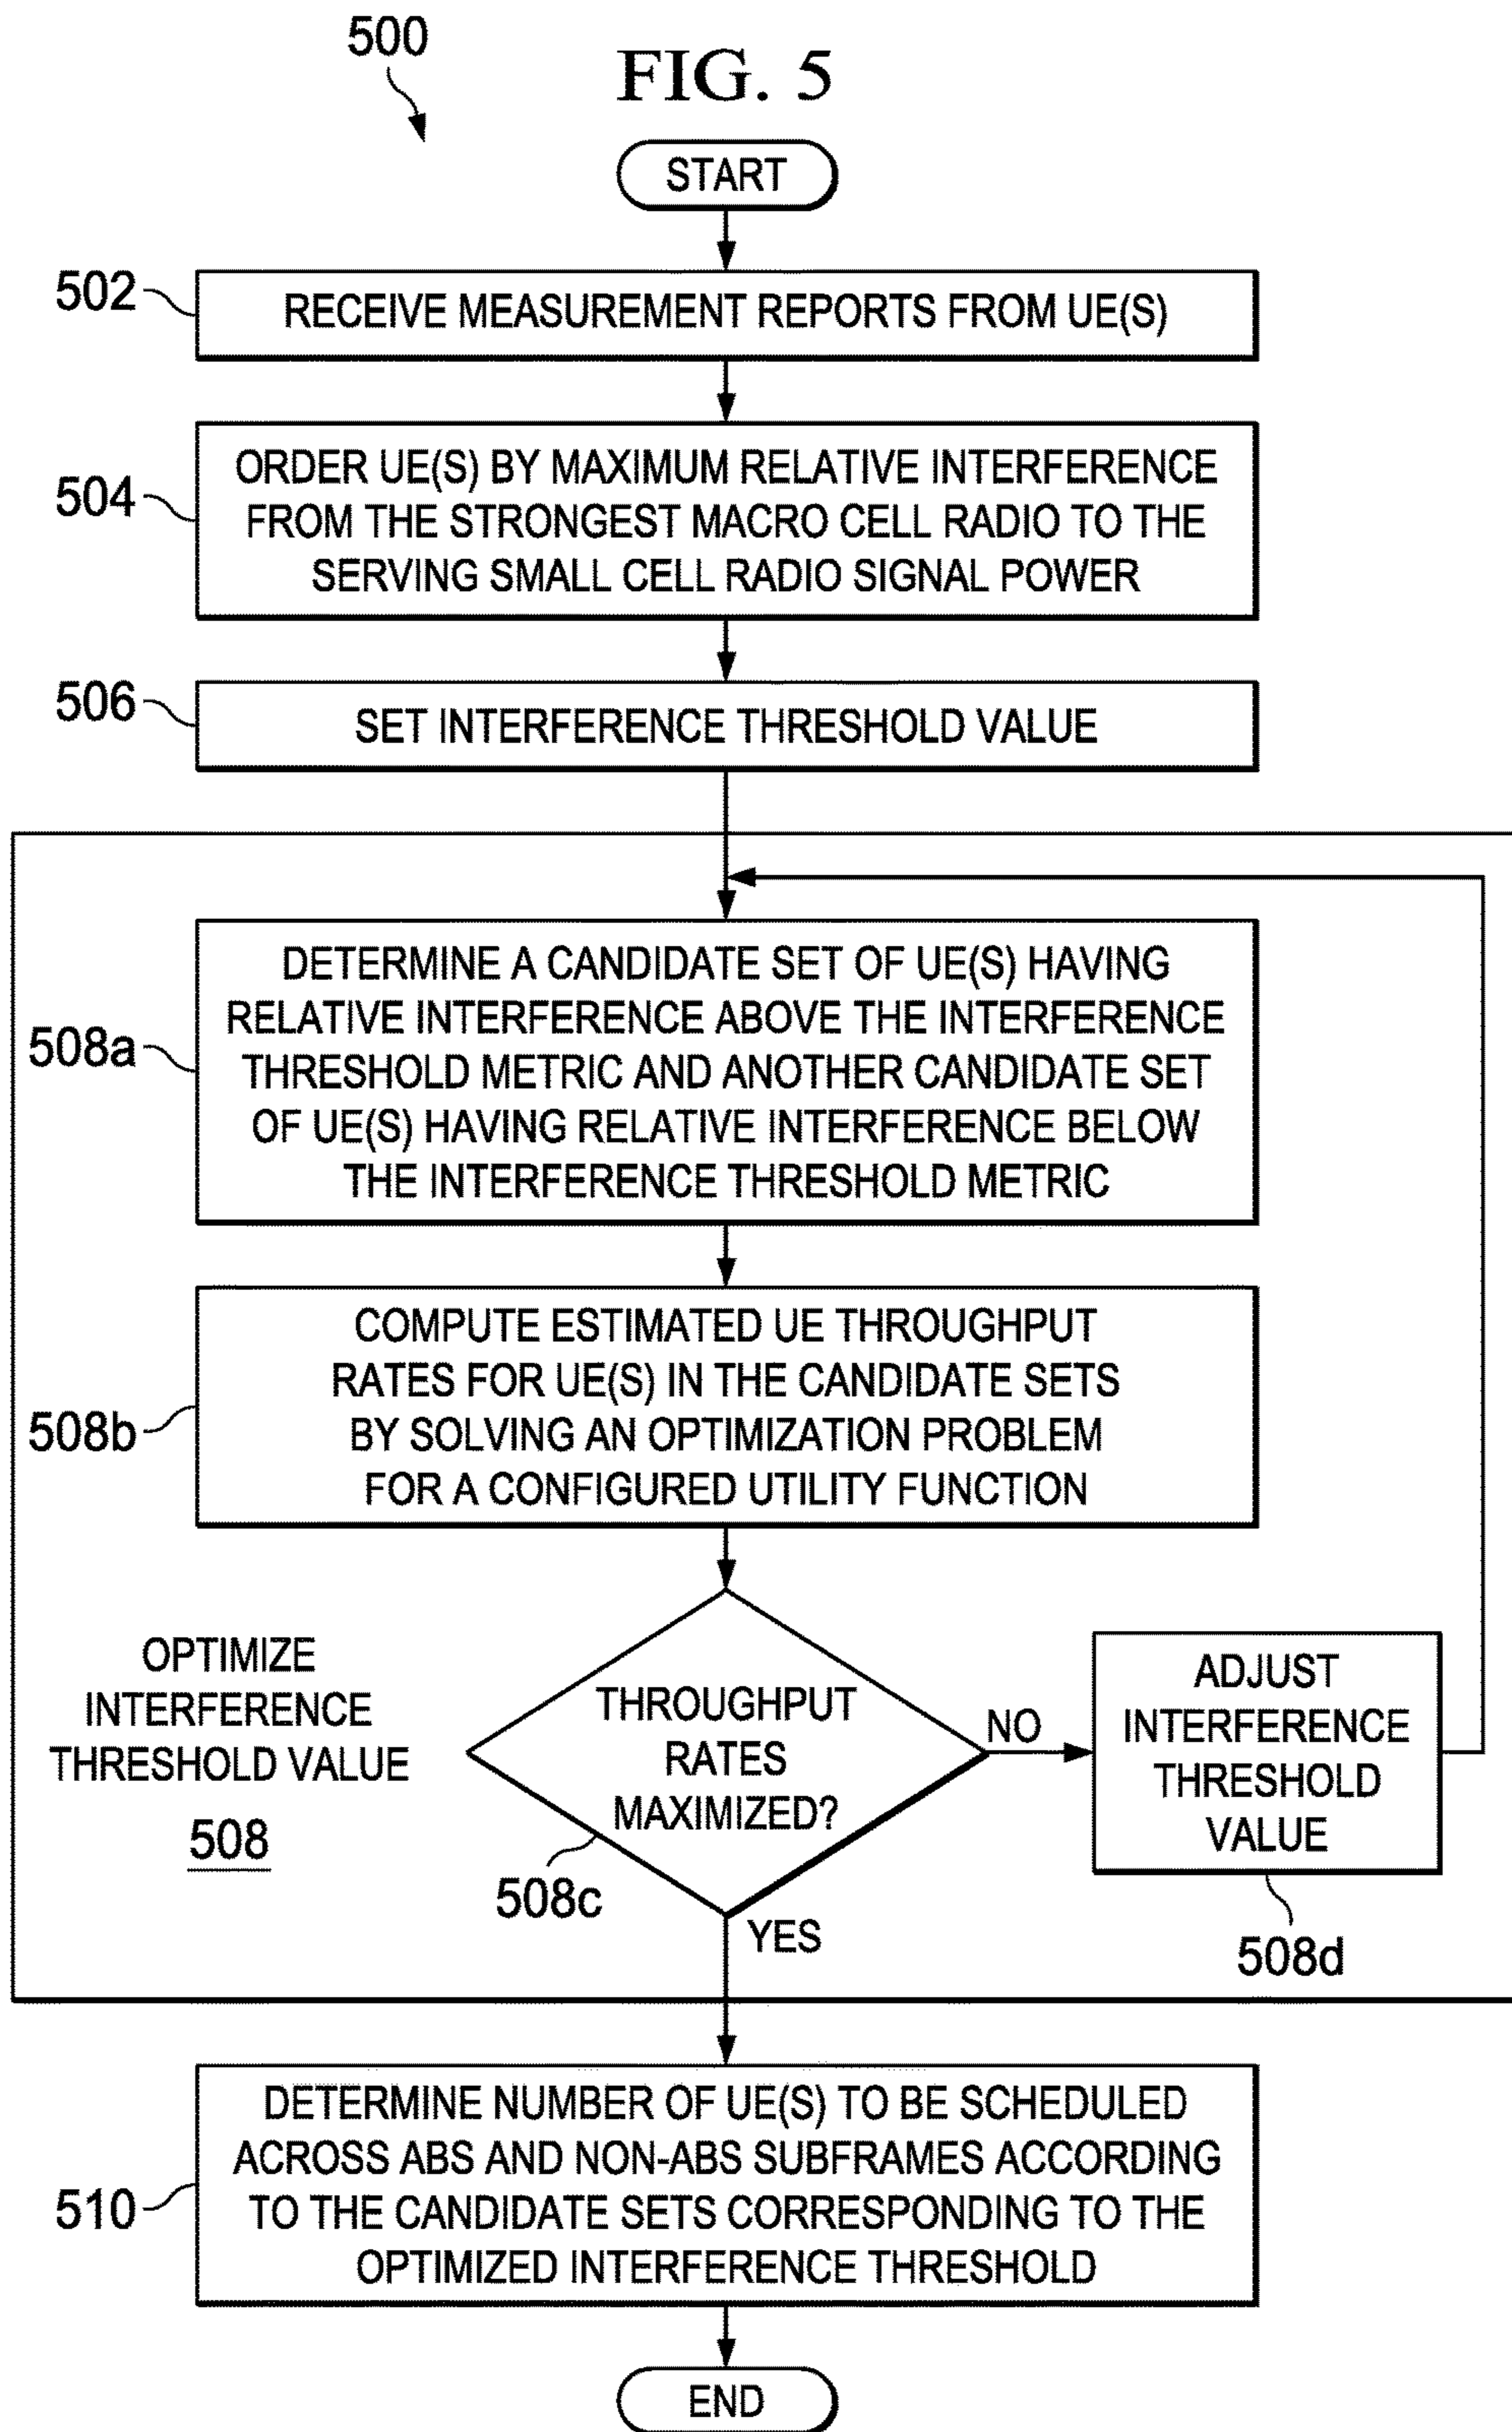 500
FIG. 5
START
502
RECEIVE MEASUREMENT REPORTS FROM UE(S)
504
ORDER UE(S) BY MAXIMUM RELATIVE INTERFERENCE
FROM THE STRONGEST MACRO CELL RADIO TO THE
SERVING SMALL CELL RADIO SIGNAL POWER
506
SET INTERFERENCE THRESHOLD VALUE
508a
DETERMINE A CANDIDATE SET OF UE(S) HAVING
RELATIVE INTERFERENCE ABOVE THE INTERFERENCE
THRESHOLD METRIC AND ANOTHER CANDIDATE SET
OF UE(S) HAVING RELATIVE INTERFERENCE BELOW
THE INTERFERENCE THRESHOLD METRIC
508b
COMPUTE ESTIMATED UE THROUGHPUT
RATES FOR UE(S) IN THE CANDIDATE SETS
BY SOLVING AN OPTIMIZATION PROBLEM
FOR A CONFIGURED UTILITY FUNCTION
OPTIMIZE
INTERFERENCE
THRESHOLD VALUE
508
THROUGHPUT
RATES
MAXIMIZED?
508c
NO
YES
ADJUST
INTERFERENCE
THRESHOLD
VALUE
508d
510
DETERMINE NUMBER OF UE(S) TO BE SCHEDULED
ACROSS ABS AND NON-ABS SUBFRAMES ACCORDING
TO THE CANDIDATE SETS CORRESPONDING TO THE
OPTIMIZED INTERFERENCE THRESHOLD
END